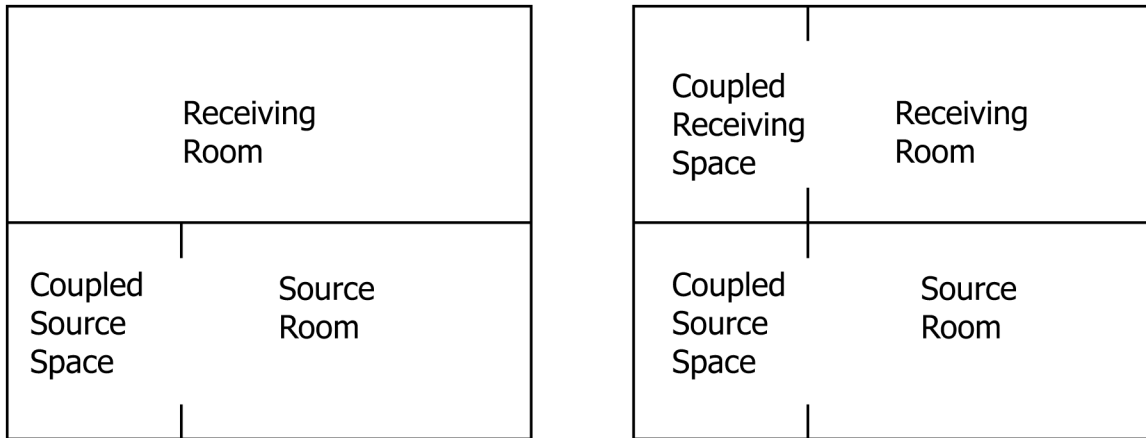 Receiving
Room
Coupled
Source
Space
Source
Room
Coupled
Receiving
Space
Receiving
Room
Coupled
Source
Space
Source
Room